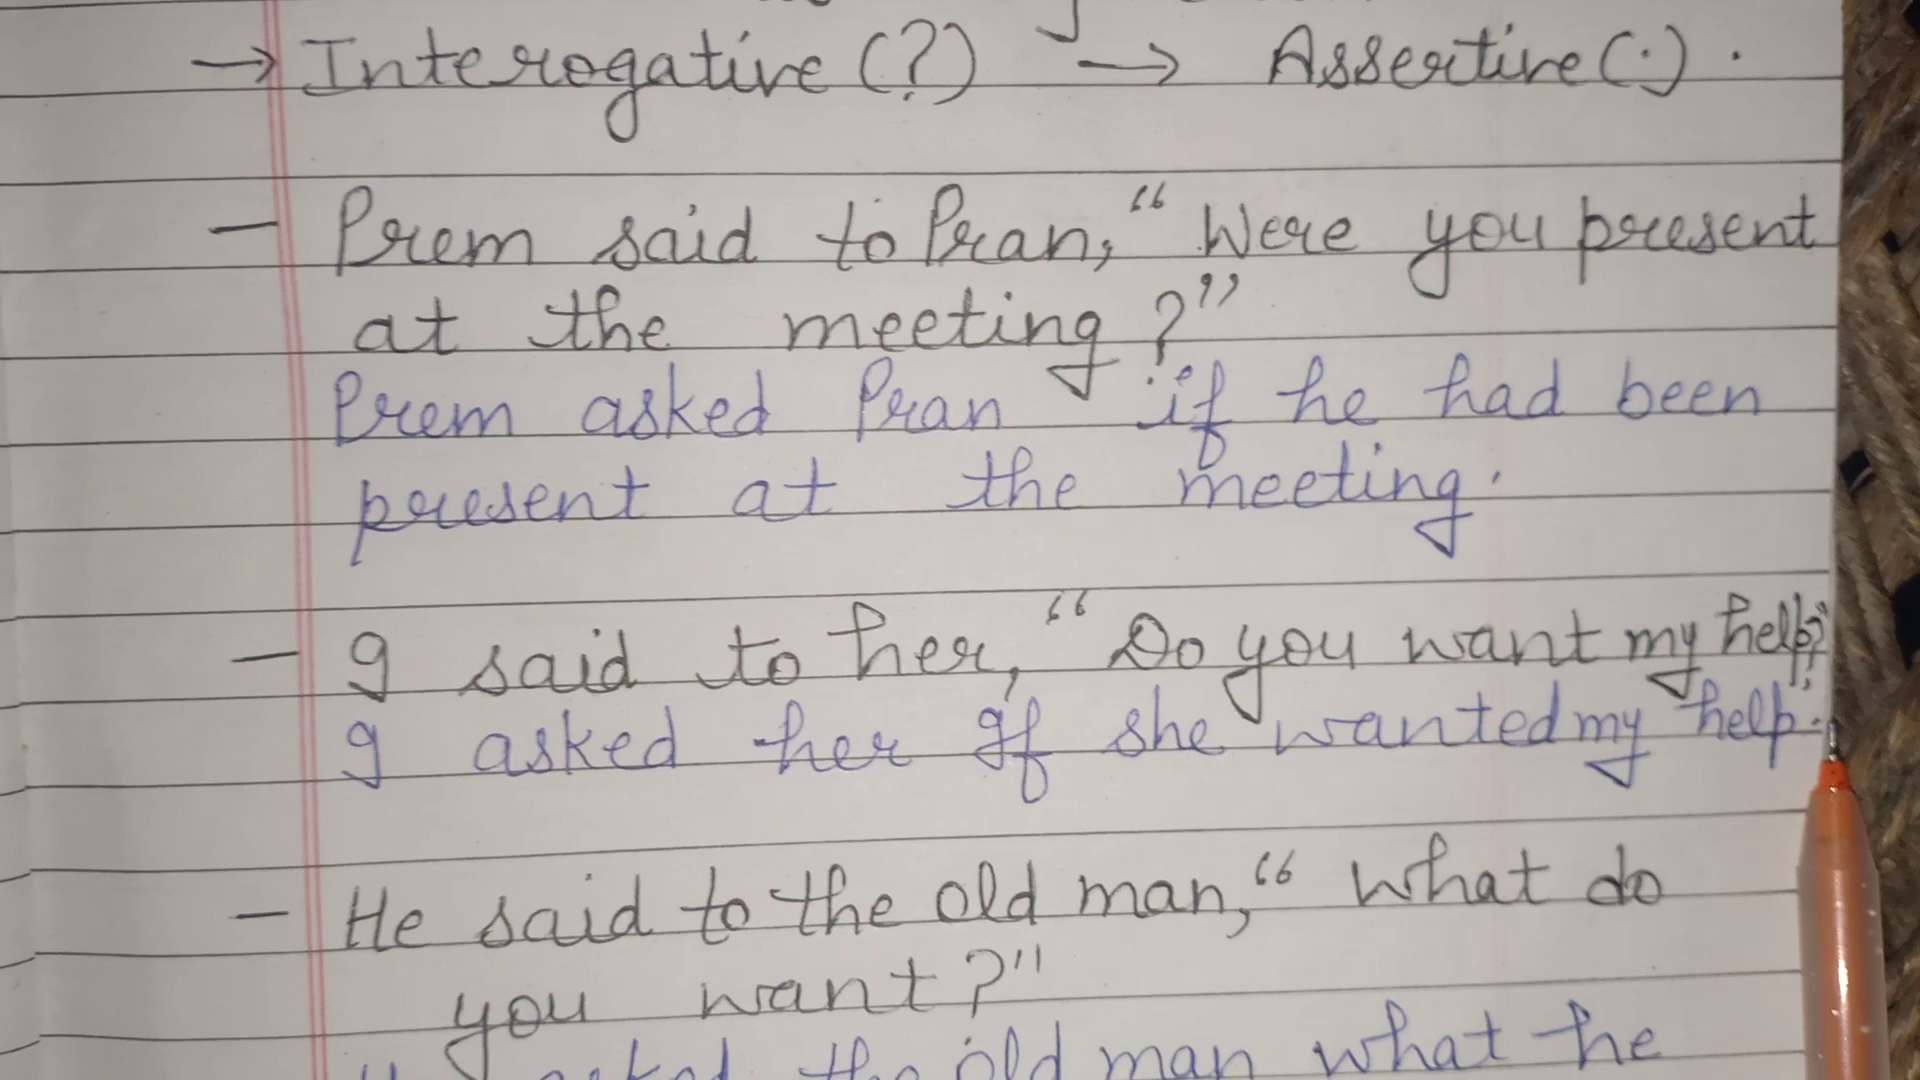 → Interogative (?) → Assertive (.) .
- Prem said to Pran, “ Were you present
at the meeting ?”
Prem asked Pran if he had been
present at the meeting.
- I said to her, “ Do you want my help?”
I asked her If she wanted my help.
- He said to the old man, “ What do
you want ?"
asked the old man what he